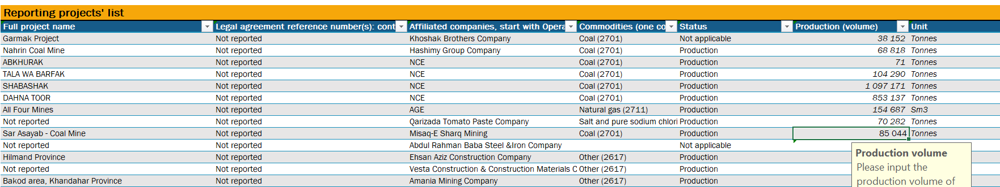 Reporting projects' list
Full project name Legal agreement reference number(s): cont Affiliated companies, start with Opera Commodities (one co Status Production (volume) Unit
Garmak Project Not reported Khoshak Brothers Company Coal (2701) Not applicable 38 152 Tonnes
Nahrin Coal Mine Not reported Hashimy Group Company Coal (2701) Production 68 818 Tonnes
ABKHURAK Not reported NCE Coal (2701) Production 71 Tonnes
TALA WA BARFAK Not reported NCE Coal (2701) Production 104 290 Tonnes
SHABASHAK Not reported NCE Coal (2701) Production 1 097 171 Tonnes
DAHNA TOOR Not reported NCE Coal (2701) Production 853 137 Tonnes
All Four Mines Not reported AGE Natural gas (2711) Production 154 687 Sm3
Not reported Not reported Qarizada Tomato Paste Company Salt and pure sodium chlori Production 70 282 Tonnes
Sar Asayab - Coal Mine Not reported Misaq-E Sharq Mining Coal (2701) Production 85 044 Tonnes
Not reported Not reported Abdul Rahman Baba Steel &Iron Company Not applicable
Hilmand Province Not reported Ehsan Aziz Construction Company Other (2617) Production
Not reported Not reported Vesta Construction & Construction Materials C Other (2617) Production
Bakod area, Khandahar Province Not reported Amania Mining Company Other (2617) Production
Production volume
Please input the
production volume of